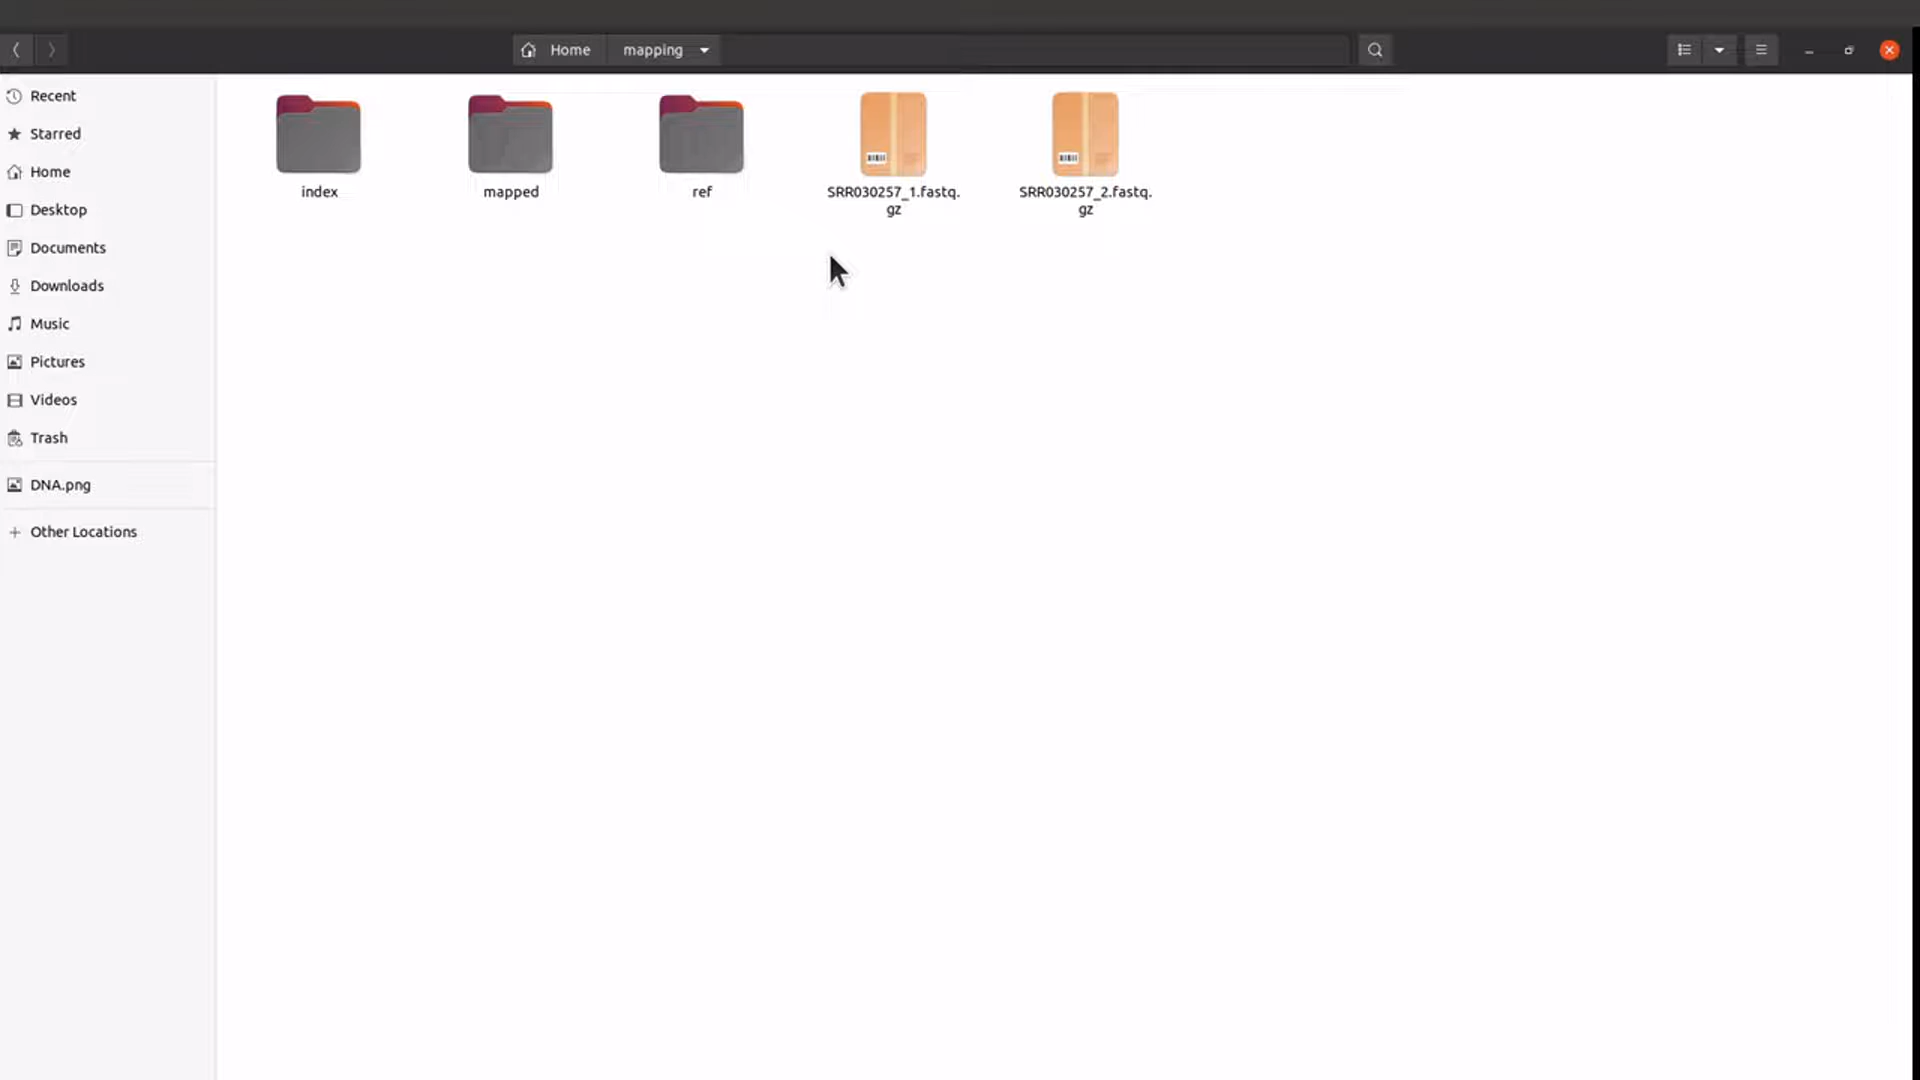 Home mapping
Recent
Starred
Home
Desktop
Documents
Downloads
Music
Pictures
Videos
Trash
DNA.png
Other Locations
index
mapped
ref
SRR030257_1.fastq.
gz
SRR030257_2.fastq.
gz